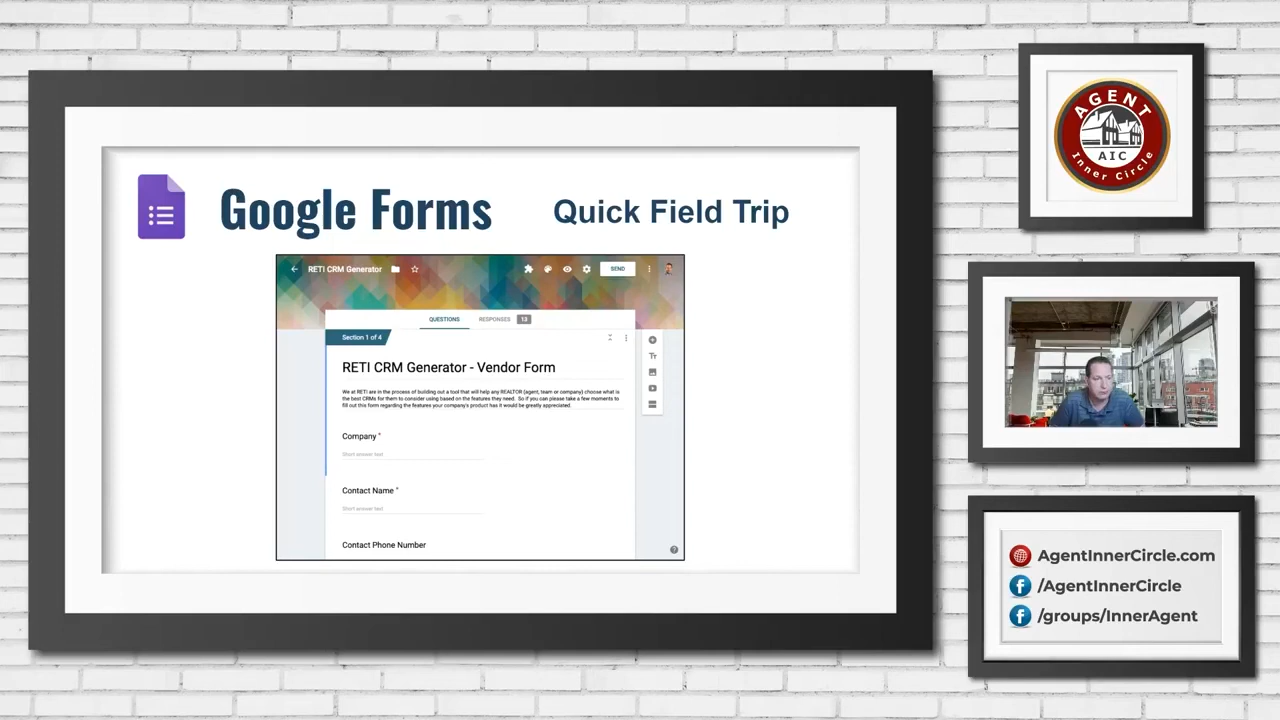 Google Forms
Quick Field Trip
RETI CRM Generator
SEND
QUESTIONS
RESPONSES
13
Section 1 of 4
RETI CRM Generator - Vendor Form
We at RETI are in the process of building out a tool that will help any REALTOR (agent, team or company) choose what is
the best CRMs for them to consider using based on the features they need. So if you can please take a few moments to
fill out this form regarding the features your company's product has it would be greatly appreciated.
Company *
Short answer text
Contact Name *
Short answer text
Contact Phone Number
Tт
?
AGENT
AIC
Inner Circle
AgentInnerCircle.com
f /AgentInnerCircle
f /groups/InnerAgent